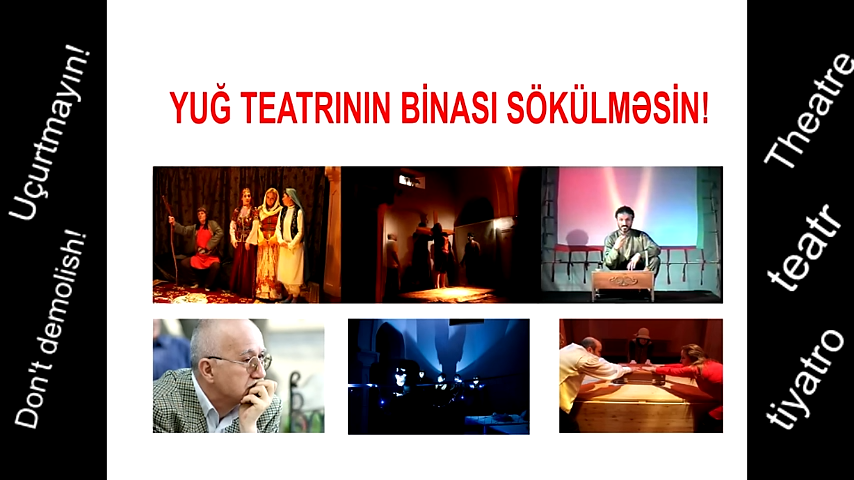 YUĞ TEATRININ BİNASI SÖKÜLMƏSİN!
Uçurtmayın!
Don't demolish!
Theatre
teatr
tiyatro